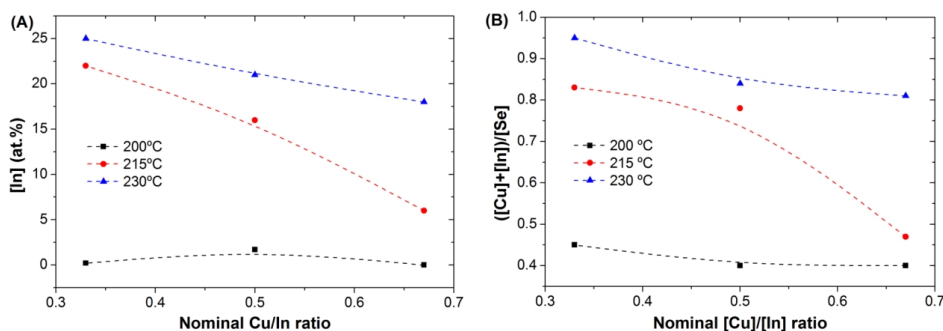 (A)
[In] (at.%)
25
20
15
10
5
0
200ºC
215ºC
230ºC
0.3 0.4 0.5 0.6 0.7
Nominal Cu/In ratio
(B)
([Cu]+[In])/[Se]
1.0
0.9
0.8
0.7
0.6
0.5
0.4
200 ºC
215 ºC
230 ºC
0.3 0.4 0.5 0.6 0.7
Nominal [Cu]/[In] ratio